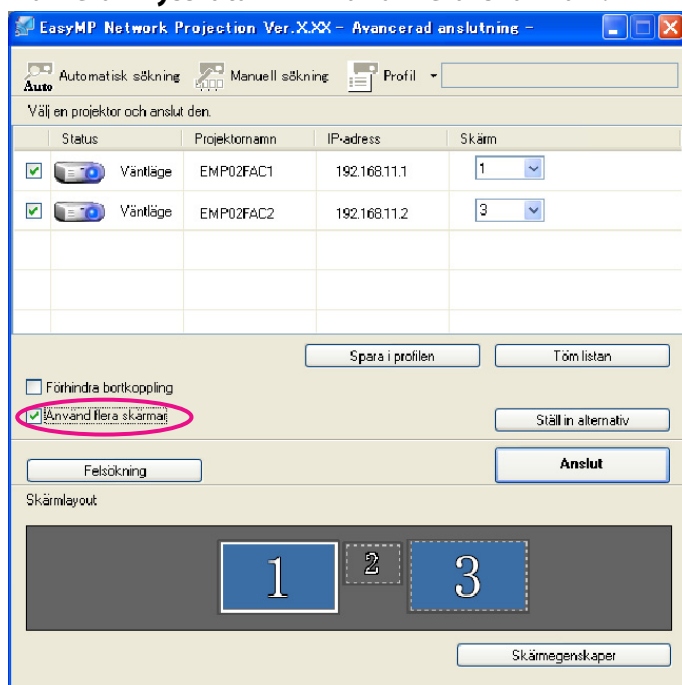 EasyMP Network Projection Ver.X.XX - Avancerad anslutning -
Auto Automatisk sökning Manuell sökning Profil
Välj en projektor och anslut den.
Status Projektornamn IP-adress Skärm
Väntläge EMP02FAC1 192.168.11.1 1
Väntläge EMP02FAC2 192.168.11.2 3
Spara i profilen Töm listan
Förhindra bortkoppling
Använd flera skärmar
Ställ in alternativ
Felsökning Anslut
Skärmlayout
1 2 3
Skärmegenskaper